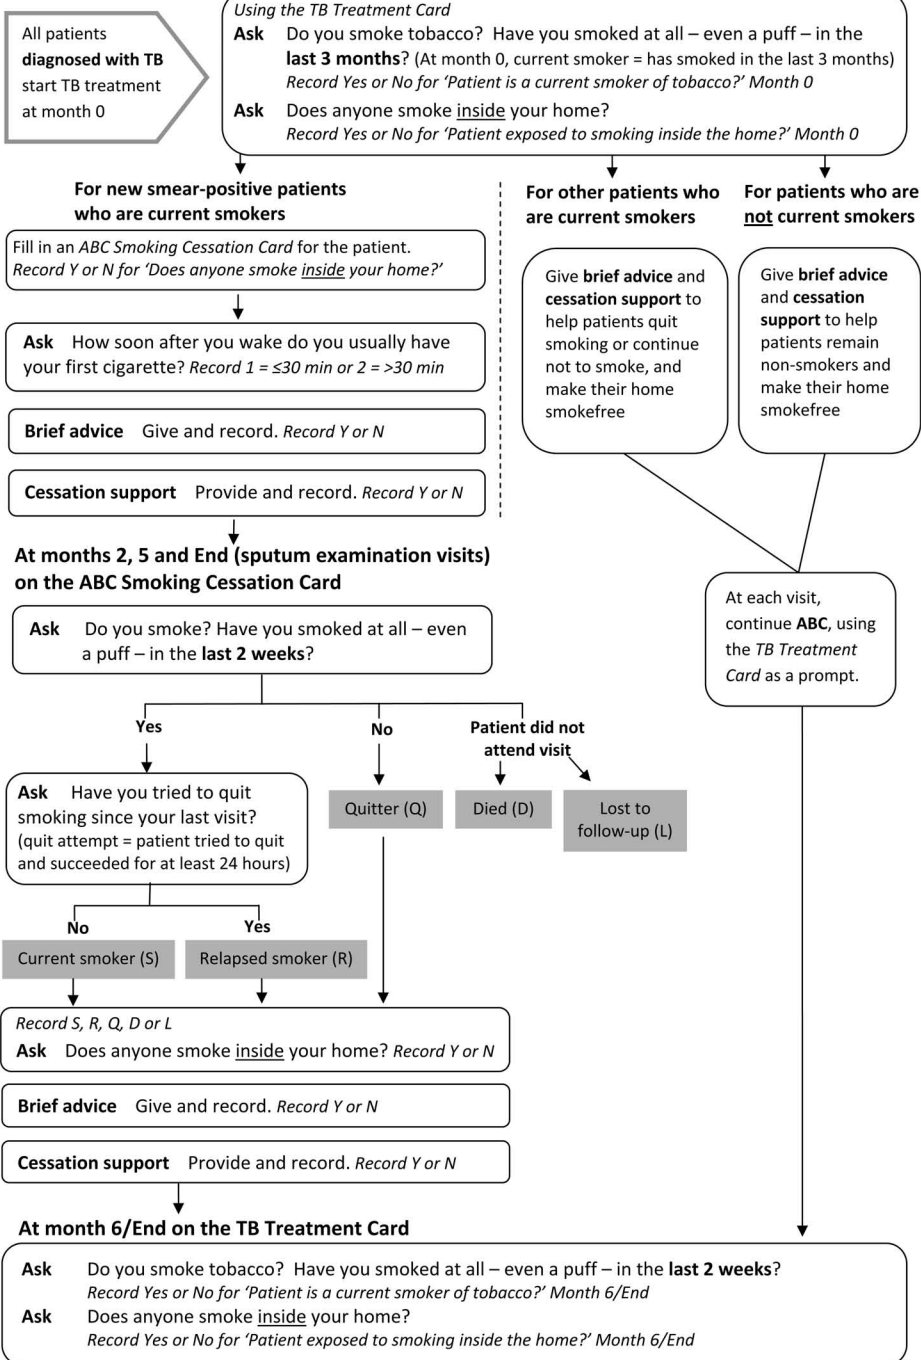 All patients
diagnosed with TB
start TB treatment
at month 0
Using the TB Treatment Card
Ask Do you smoke tobacco? Have you smoked at all – even a puff – in the
last 3 months? (At month 0, current smoker = has smoked in the last 3 months)
Record Yes or No for ‘Patient is a current smoker of tobacco?’ Month 0
Ask Does anyone smoke inside your home?
Record Yes or No for ‘Patient exposed to smoking inside the home?’ Month 0
For new smear-positive patients
who are current smokers
Fill in an ABC Smoking Cessation Card for the patient.
Record Y or N for ‘Does anyone smoke inside your home?’
Ask How soon after you wake do you usually have
your first cigarette? Record 1 = ≤30 min or 2 = >30 min
Brief advice Give and record. Record Y or N
Cessation support Provide and record. Record Y or N
For other patients who
are current smokers
Give brief advice and
cessation support to
help patients quit
smoking or continue
not to smoke, and
make their home
smokefree
For patients who are
not current smokers
Give brief advice
and cessation
support to help
patients remain
non-smokers and
make their home
smokefree
At each visit,
continue ABC, using
the TB Treatment
Card as a prompt.
At months 2, 5 and End (sputum examination visits)
on the ABC Smoking Cessation Card
Ask Do you smoke? Have you smoked at all – even
a puff – in the last 2 weeks?
Yes
No
Patient did not
attend visit
Ask Have you tried to quit
smoking since your last visit?
(quit attempt = patient tried to quit
and succeeded for at least 24 hours)
Quitter (Q)
Died (D)
Lost to
follow-up (L)
No
Yes
Current smoker (S)
Relapsed smoker (R)
Record S, R, Q, D or L
Ask Does anyone smoke inside your home? Record Y or N
Brief advice Give and record. Record Y or N
Cessation support Provide and record. Record Y or N
At month 6/End on the TB Treatment Card
Ask Do you smoke tobacco? Have you smoked at all – even a puff – in the last 2 weeks?
Record Yes or No for ‘Patient is a current smoker of tobacco?’ Month 6/End
Ask Does anyone smoke inside your home?
Record Yes or No for ‘Patient exposed to smoking inside the home?’ Month 6/End